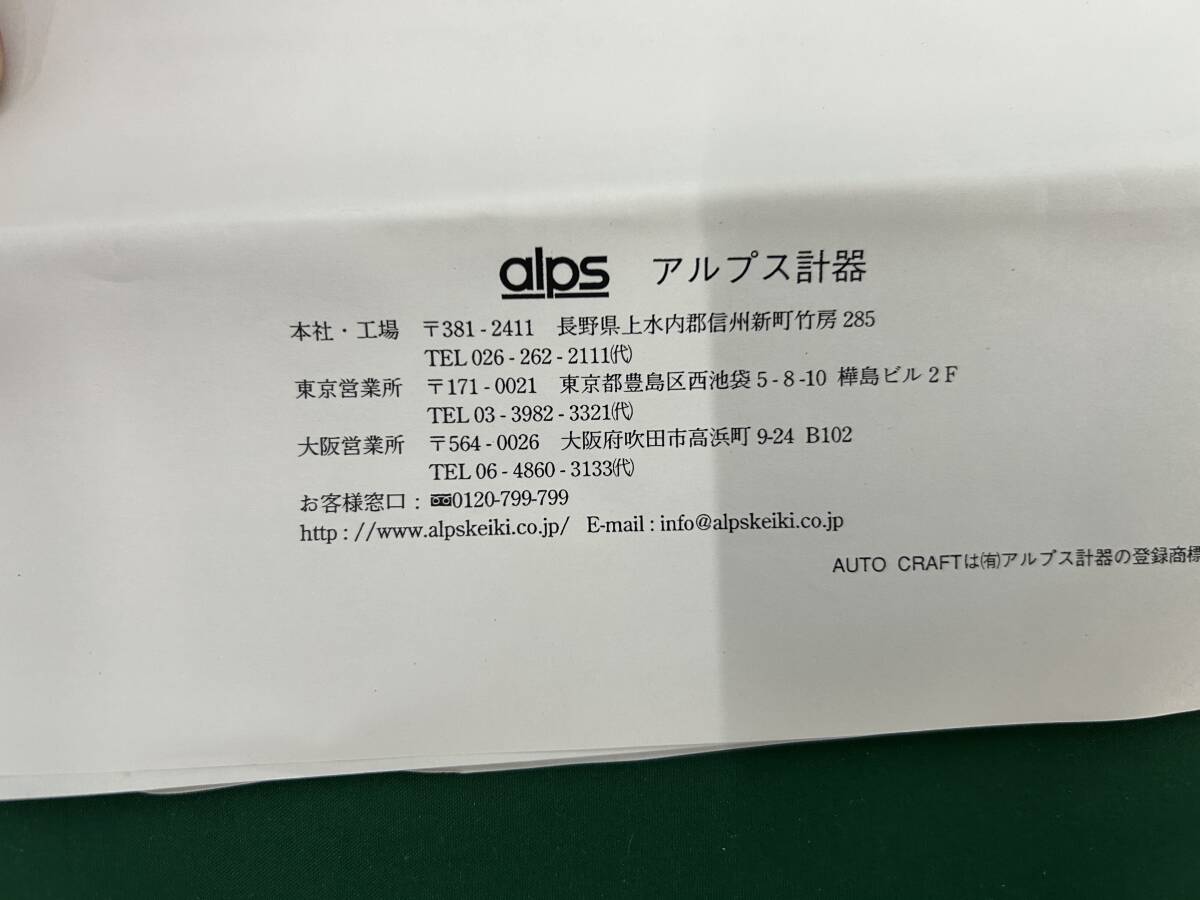 alps アルプス計器
本社・工場 〒381-2411 長野県上水内郡信州新町竹房285
TEL 026-262-2111㈹
東京営業所 〒171-0021 東京都豊島区西池袋5-8-10 樺島ビル2F
TEL 03-3982-3321㈹
大阪営業所 〒564-0026 大阪府吹田市高浜町9-24 B102
TEL 06-4860-3133㈹
お客様窓口:0120-799-799
http://www.alpskeiki.co.jp/ E-mail:info@alpskeiki.co.jp
AUTO CRAFTは㈲アルプス計器の登録商標